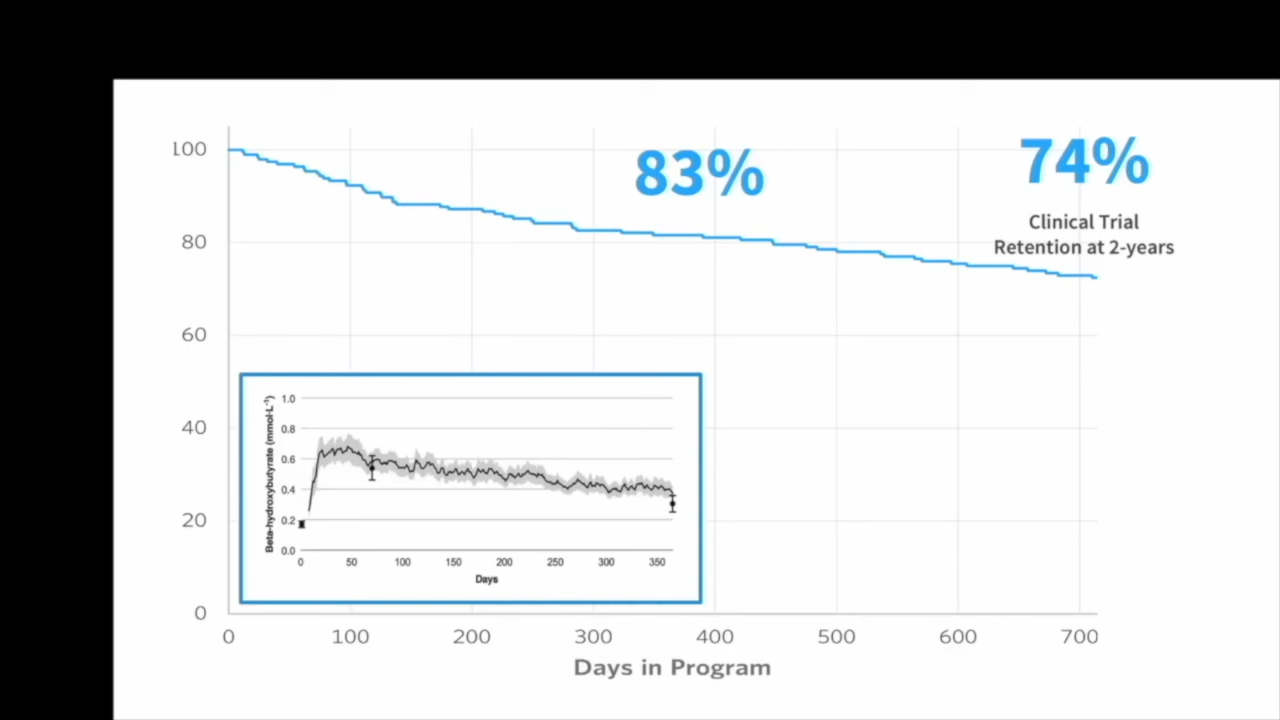 100
83%
74%
Clinical Trial
Retention at 2-years
80
60
40
20
0
Beta-hydroxybutyrate (mmol·L⁻¹)
1.0
0.8
0.6
0.4
0.2
0.0
0 50 100 150 200 250 300 350
Days
0 100 200 300 400 500 600 700
Days in Program